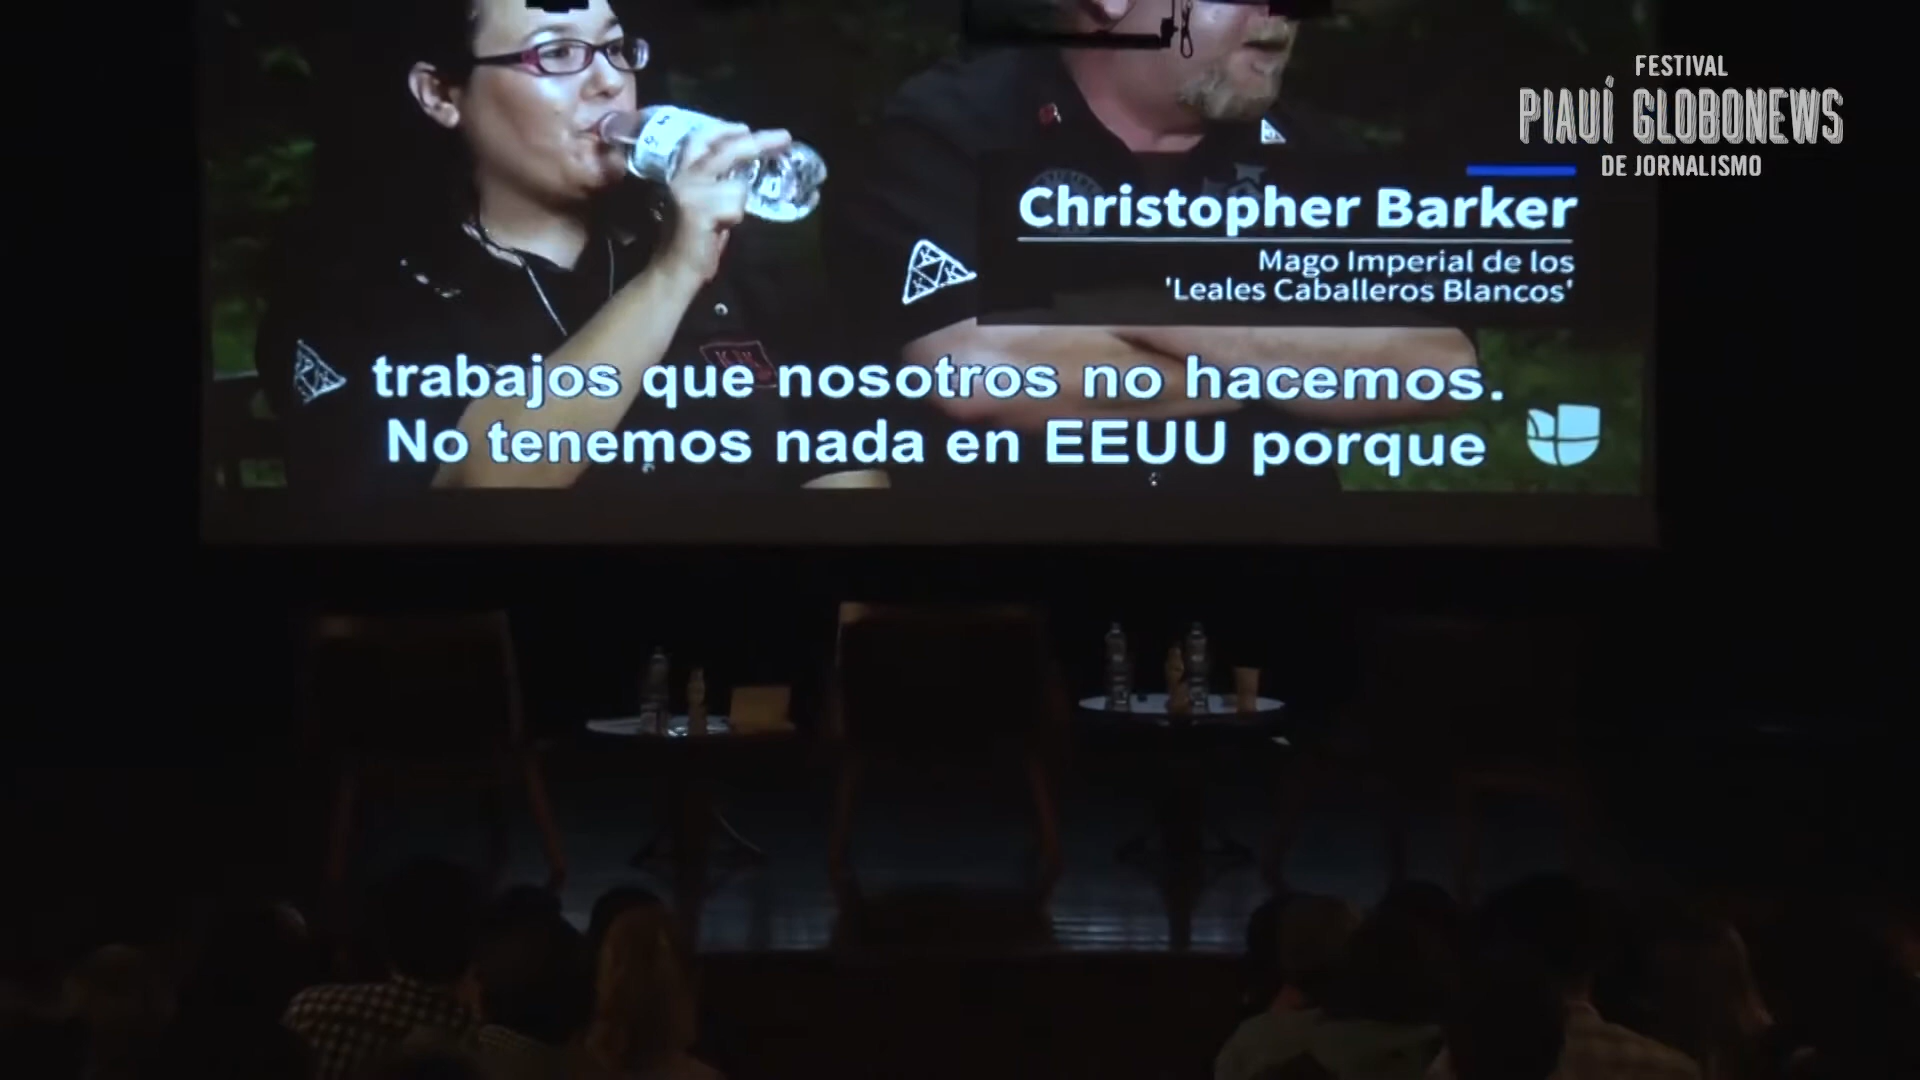 FESTIVAL
PIAUÍ GLOBONEWS
DE JORNALISMO
Christopher Barker
Mago Imperial de los
'Leales Caballeros Blancos'
trabajos que nosotros no hacemos.
No tenemos nada en EEUU porque